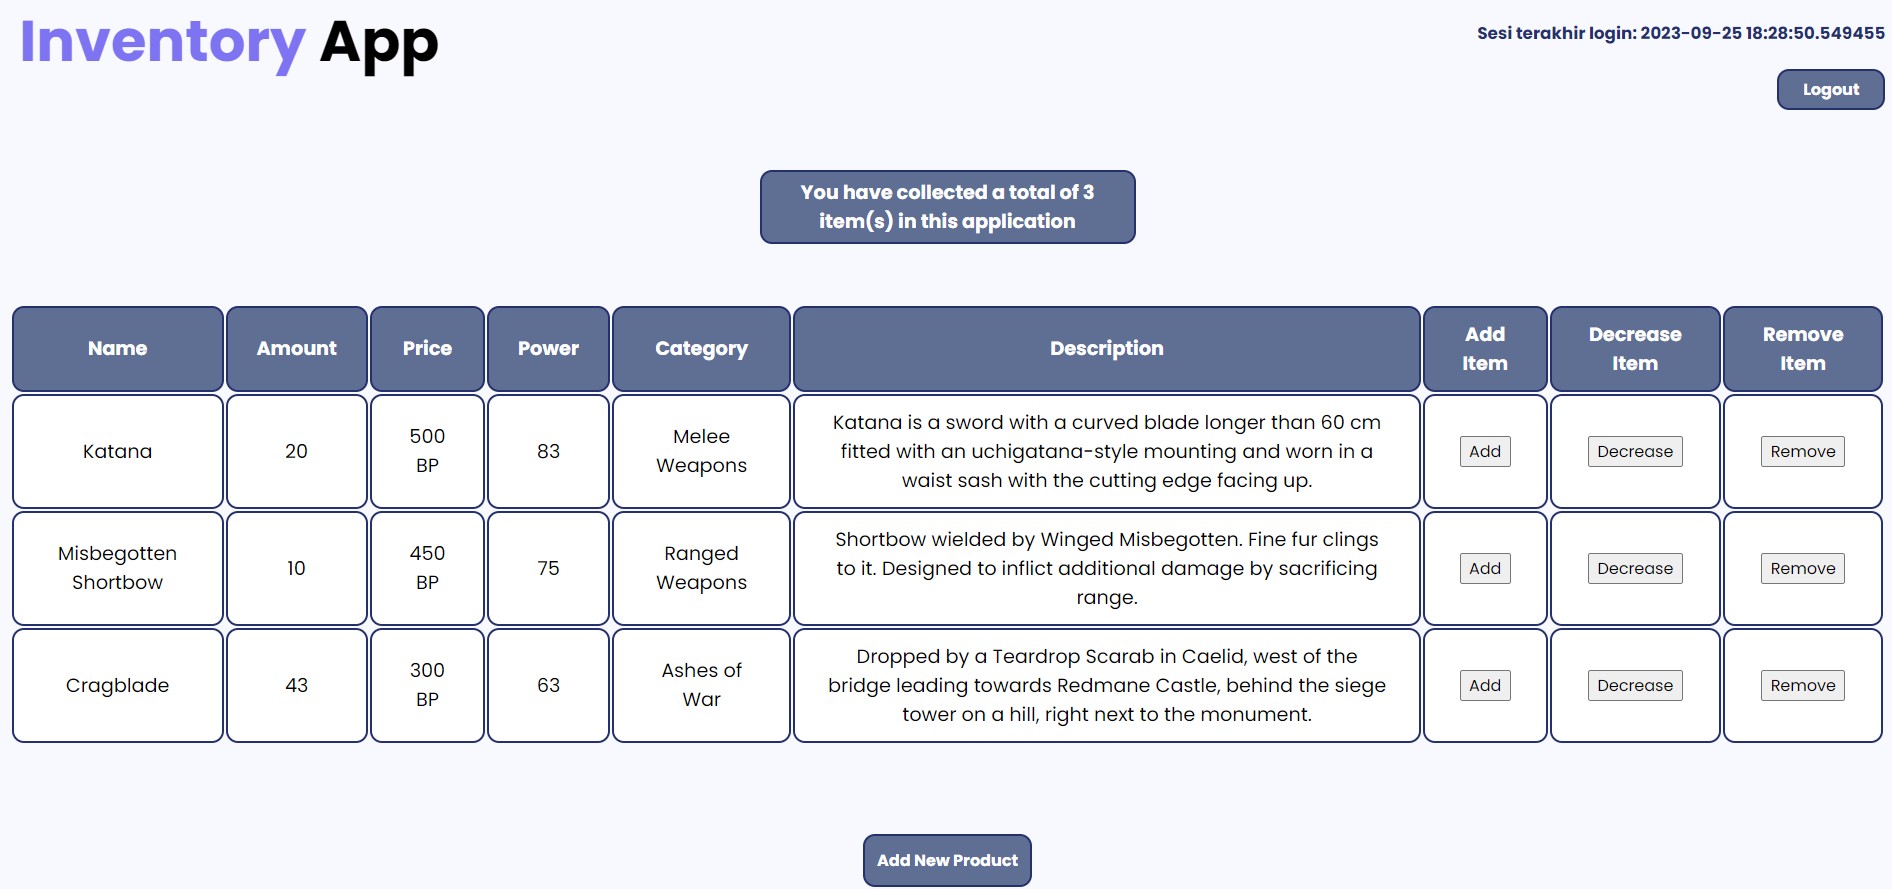 Inventory App
Sesi terakhir login: 2023-09-25 18:28:50.549455
Logout
You have collected a total of 3
item(s) in this application
Name Amount Price Power Category Description Add Item Decrease Item Remove Item
Katana 20 500 BP 83 Melee Weapons Katana is a sword with a curved blade longer than 60 cm
fitted with an uchigatana-style mounting and worn in a
waist sash with the cutting edge facing up. Add Decrease Remove
Misbegotten Shortbow 10 450 BP 75 Ranged Weapons Shortbow wielded by Winged Misbegotten. Fine fur clings
to it. Designed to inflict additional damage by sacrificing
range. Add Decrease Remove
Cragblade 43 300 BP 63 Ashes of War Dropped by a Teardrop Scarab in Caelid, west of the
bridge leading towards Redmane Castle, behind the siege
tower on a hill, right next to the monument. Add Decrease Remove
Add New Product